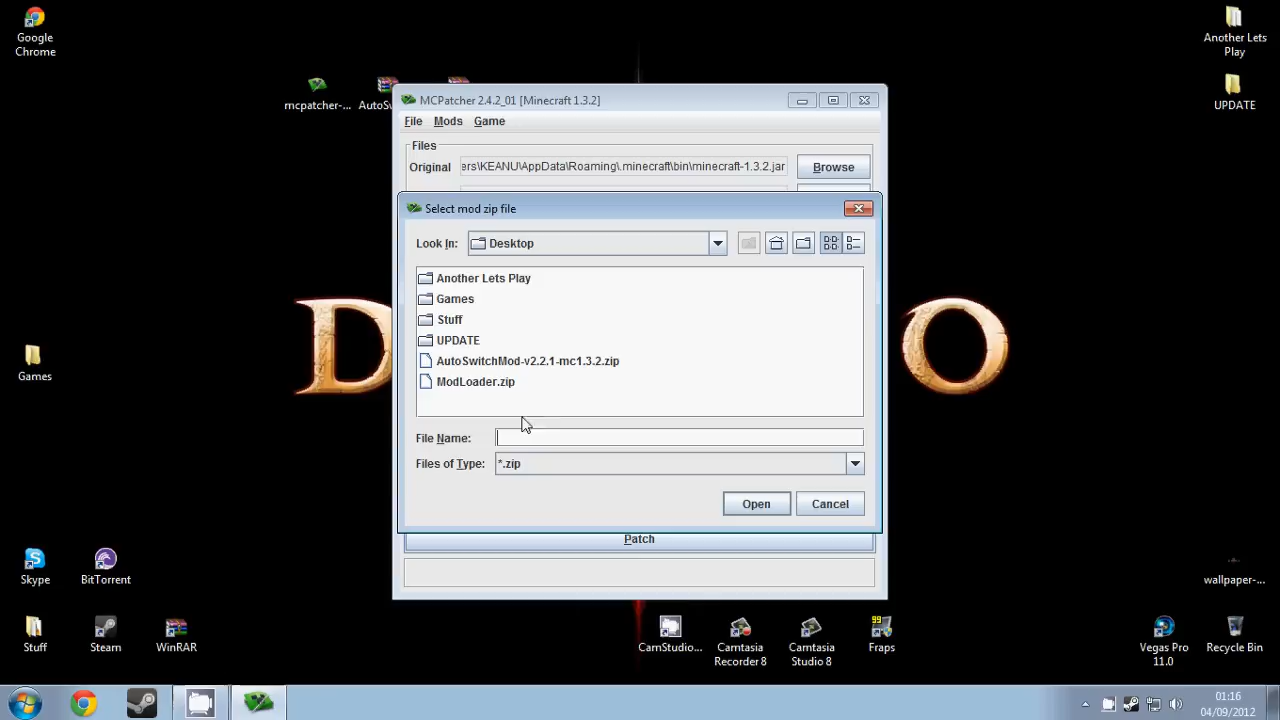 Google
Chrome
mcpatcher-...
AutoSw
Another Lets
Play
UPDATE
MCPatcher 2.4.2_01 [Minecraft 1.3.2]
File Mods Game
Files
Original ers\KEANU\AppData\Roaming\.minecraft\bin\minecraft-1.3.2.jar Browse
Select mod zip file
Look In: Desktop
Another Lets Play
Games
Stuff
UPDATE
AutoSwitchMod-v2.2.1-mc1.3.2.zip
ModLoader.zip
File Name:
Files of Type: *.zip
Open Cancel
Patch
D O
Games
Skype
BitTorrent
wallpaper-...
Stuff
Steam
WinRAR
CamStudio...
Camtasia
Recorder 8
Camtasia
Studio 8
99
Fraps
Vegas Pro
11.0
Recycle Bin
01:16
04/09/2012